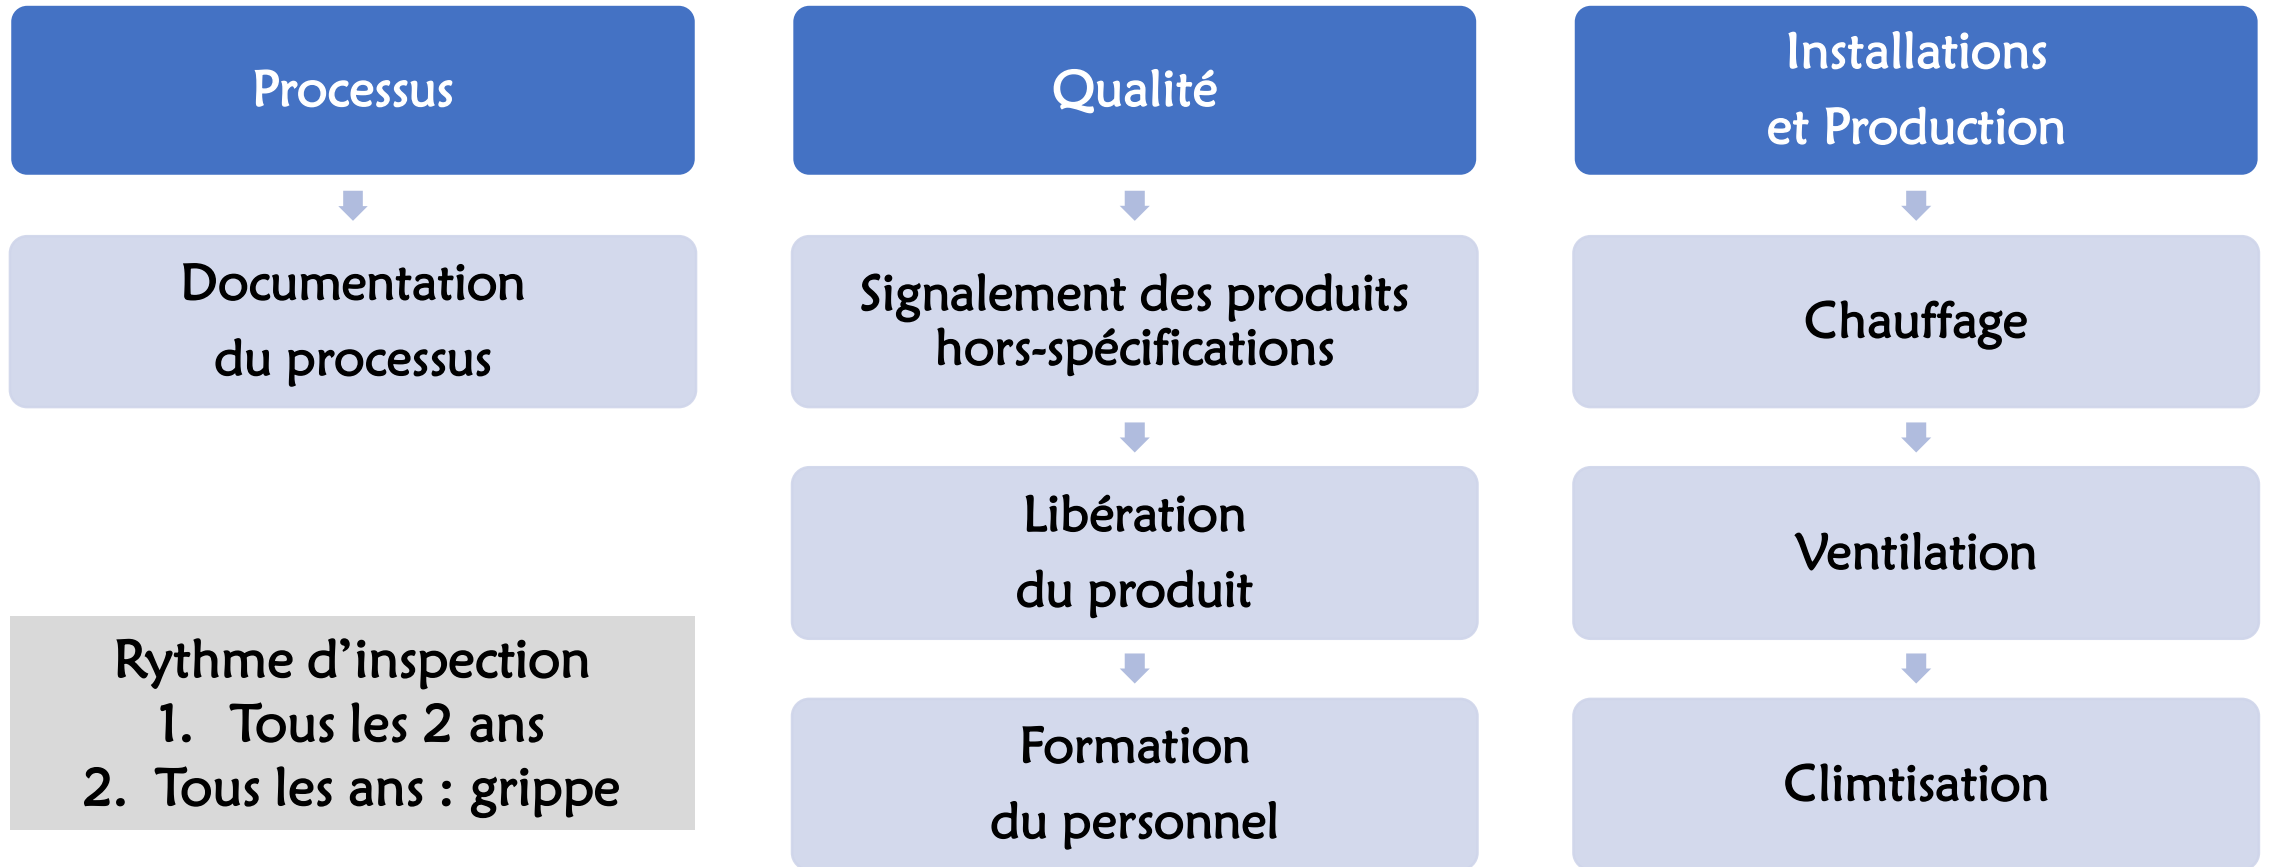 Processus
Documentation
du processus
Rythme d’inspection
1. Tous les 2 ans
2. Tous les ans : grippe
Qualité
Signalement des produits
hors-spécifications
Libération
du produit
Formation
du personnel
Installations
et Production
Chauffage
Ventilation
Climtisation